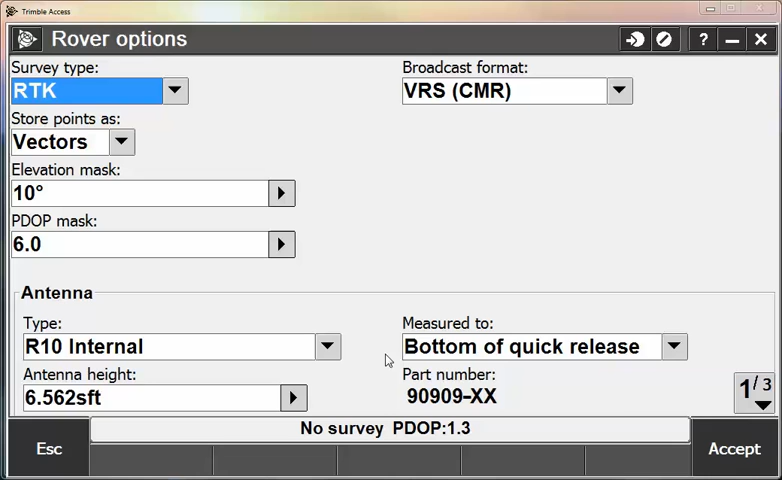 Trimble Access
Rover options
?
Survey type:
RTK
Broadcast format:
VRS (CMR)
Store points as:
Vectors
Elevation mask:
10°
PDOP mask:
6.0
Antenna
Type:
R10 Internal
Measured to:
Bottom of quick release
Antenna height:
6.562sft
Part number:
90909-XX
1/3
No survey PDOP:1.3
Esc
Accept